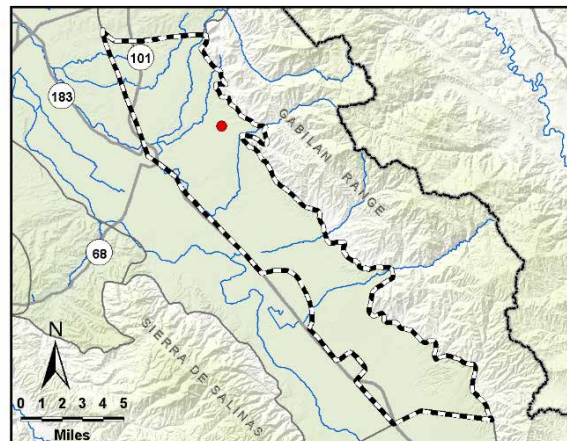 101
183
GABILAN RANGE
68
SIERRA DE SALINAS
N
0 1 2 3 4 5
Miles